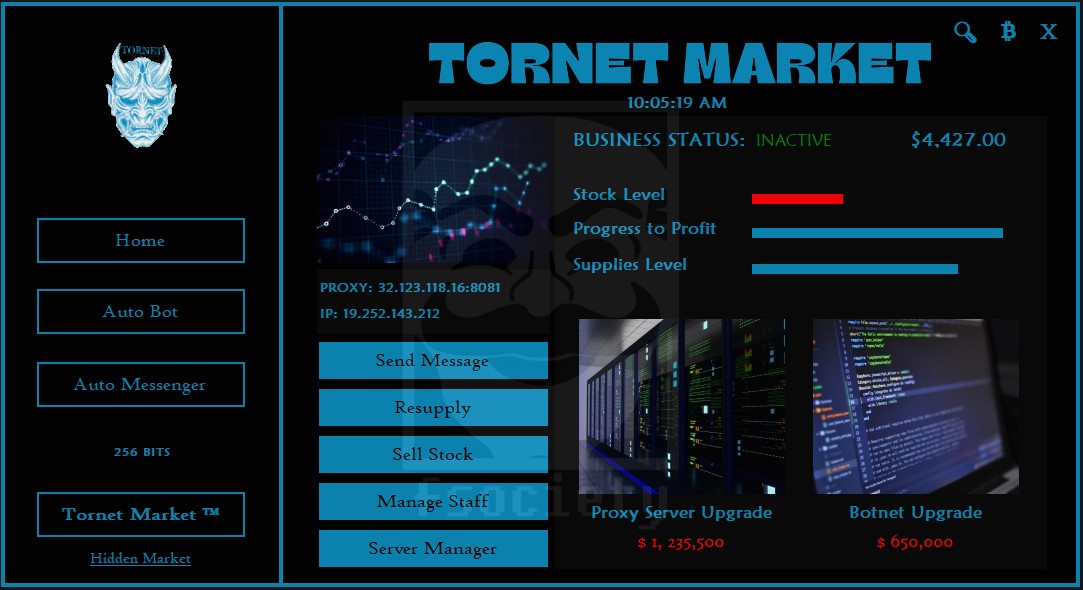 TORNET
TORNET MARKET
10:05:19 AM
BUSINESS STATUS: INACTIVE $4,427.00
Stock Level
Progress to Profit
Supplies Level
Home
Auto Bot
Auto Messenger
256 BITS
Tornet Market ™
Hidden Market
PROXY: 32.123.118.16:8081
IP: 19.252.143.212
Send Message
Resupply
Sell Stock
Manage Staff
Server Manager
fsociety
Proxy Server Upgrade
$ 1, 235,500
Botnet Upgrade
$ 650,000
X